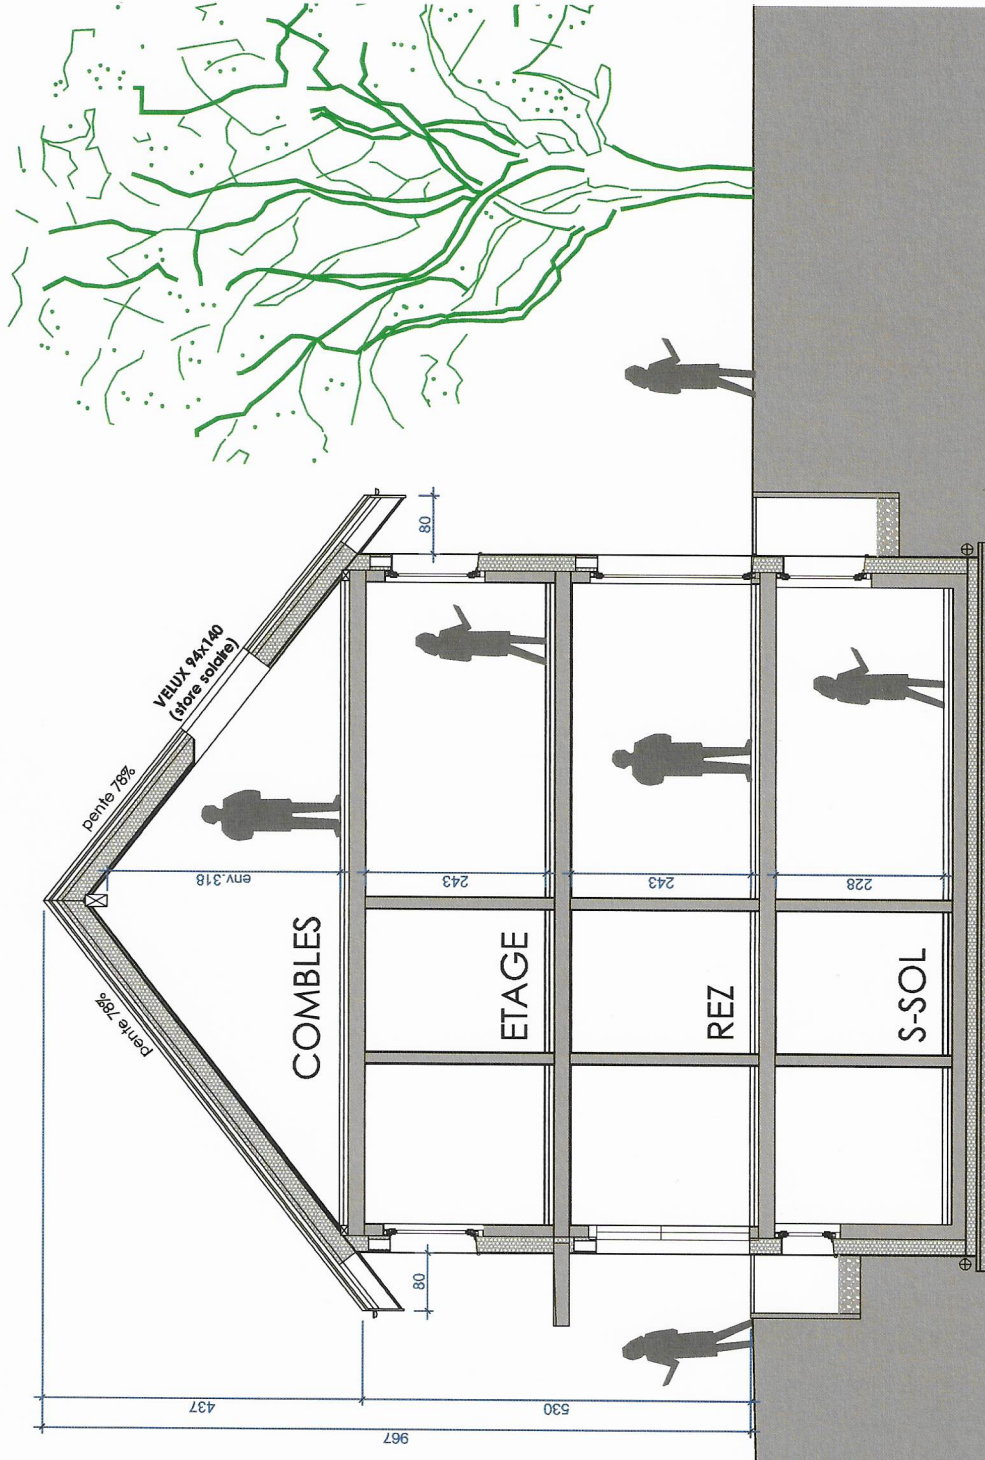 VELUX 94x140
(store solaire)
pente 78%
pente 78%
80
80
COMBLES
env.318
ETAGE
243
REZ
243
S-SOL
228
437
530
967